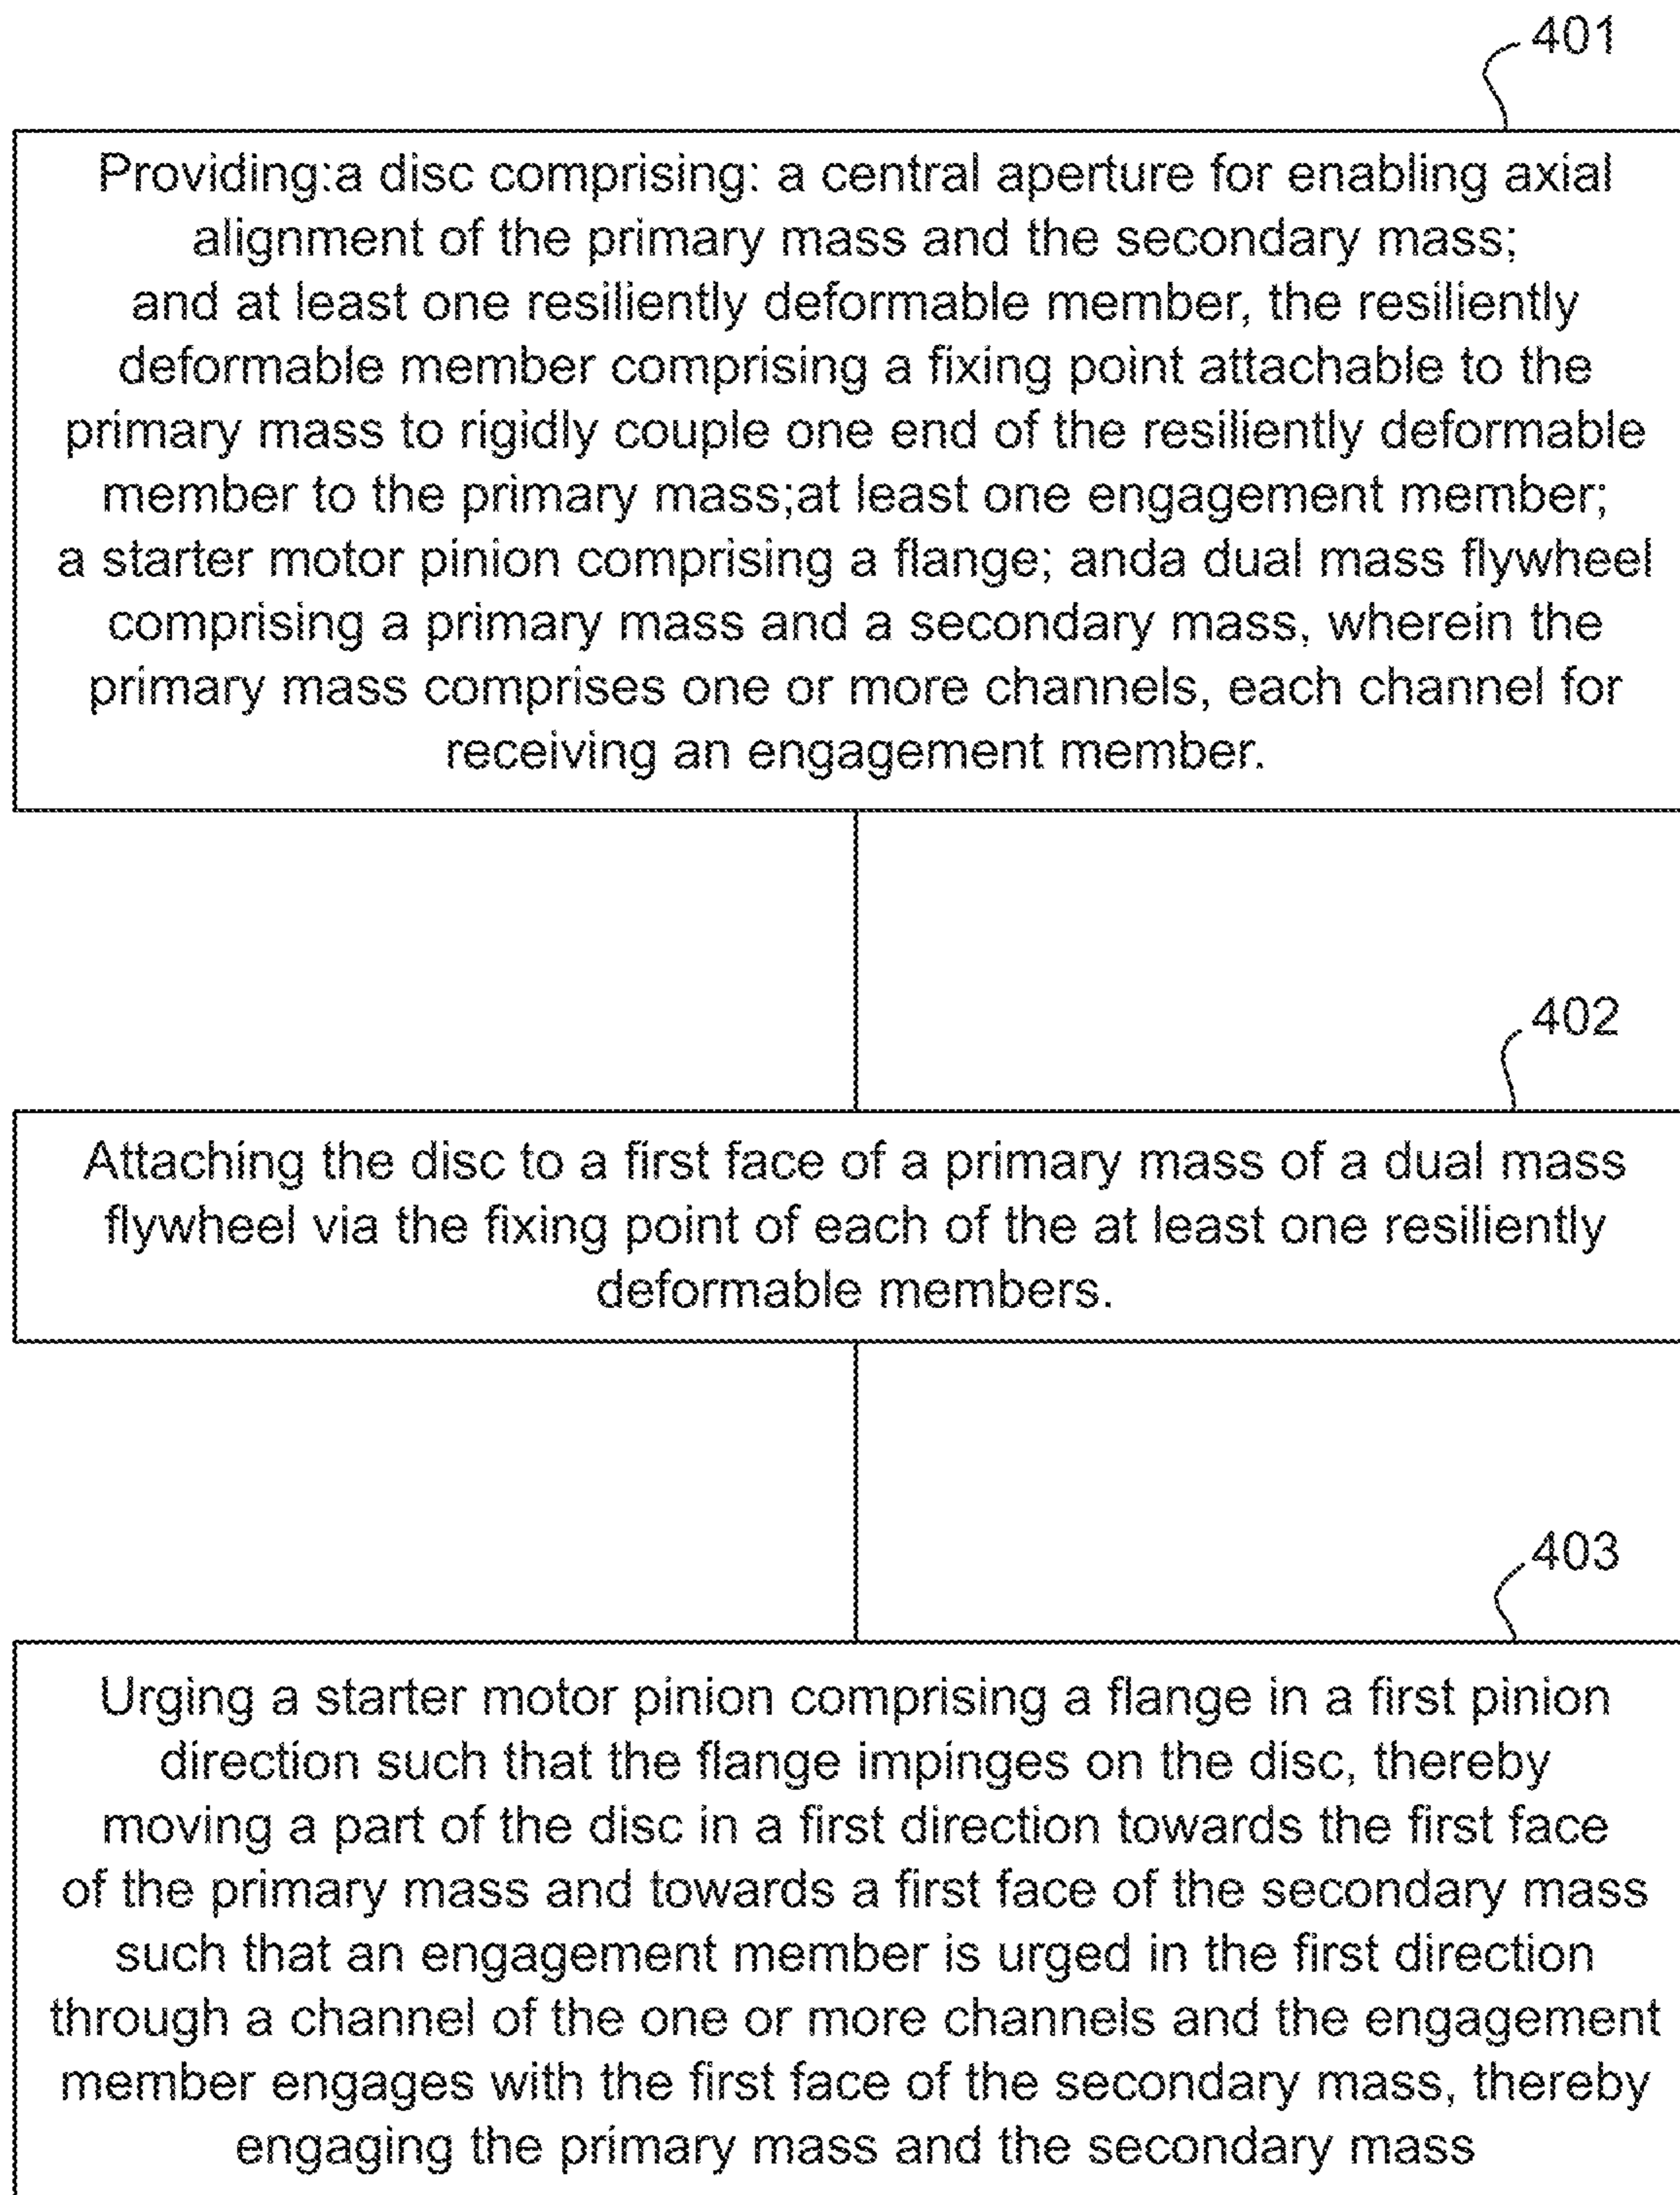 401
Providing:a disc comprising: a central aperture for enabling axial
alignment of the primary mass and the secondary mass;
and at least one resiliently deformable member, the resiliently
deformable member comprising a fixing point attachable to the
primary mass to rigidly couple one end of the resiliently deformable
member to the primary mass;at least one engagement member;
a starter motor pinion comprising a flange; anda dual mass flywheel
comprising a primary mass and a secondary mass, wherein the
primary mass comprises one or more channels, each channel for
receiving an engagement member.
402
Attaching the disc to a first face of a primary mass of a dual mass
flywheel via the fixing point of each of the at least one resiliently
deformable members.
403
Urging a starter motor pinion comprising a flange in a first pinion
direction such that the flange impinges on the disc, thereby
moving a part of the disc in a first direction towards the first face
of the primary mass and towards a first face of the secondary mass
such that an engagement member is urged in the first direction
through a channel of the one or more channels and the engagement
member engages with the first face of the secondary mass, thereby
engaging the primary mass and the secondary mass